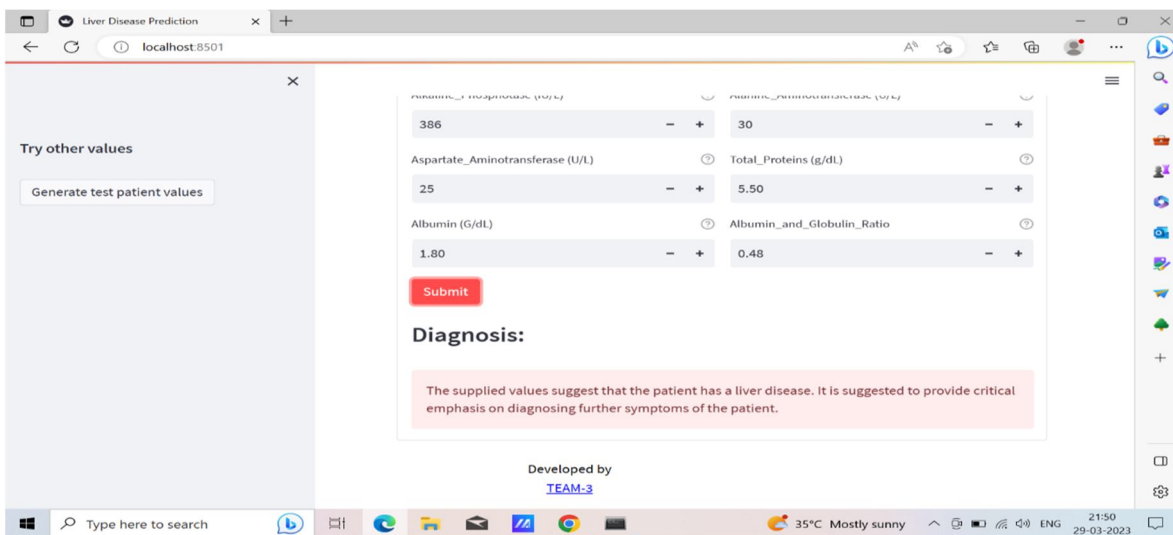 Liver Disease Prediction
localhost:8501
Alkaline_Phosphotase (IU/L)
Alanine_Aminotransferase (U/L)
386
30
Try other values
Aspartate_Aminotransferase (U/L)
Total_Proteins (g/dL)
Generate test patient values
25
5.50
Albumin (G/dL)
Albumin_and_Globulin_Ratio
1.80
0.48
Submit
Diagnosis:
The supplied values suggest that the patient has a liver disease. It is suggested to provide critical
emphasis on diagnosing further symptoms of the patient.
Developed by
TEAM-3
Type here to search
35°C Mostly sunny
ENG
21:50
29-03-2023